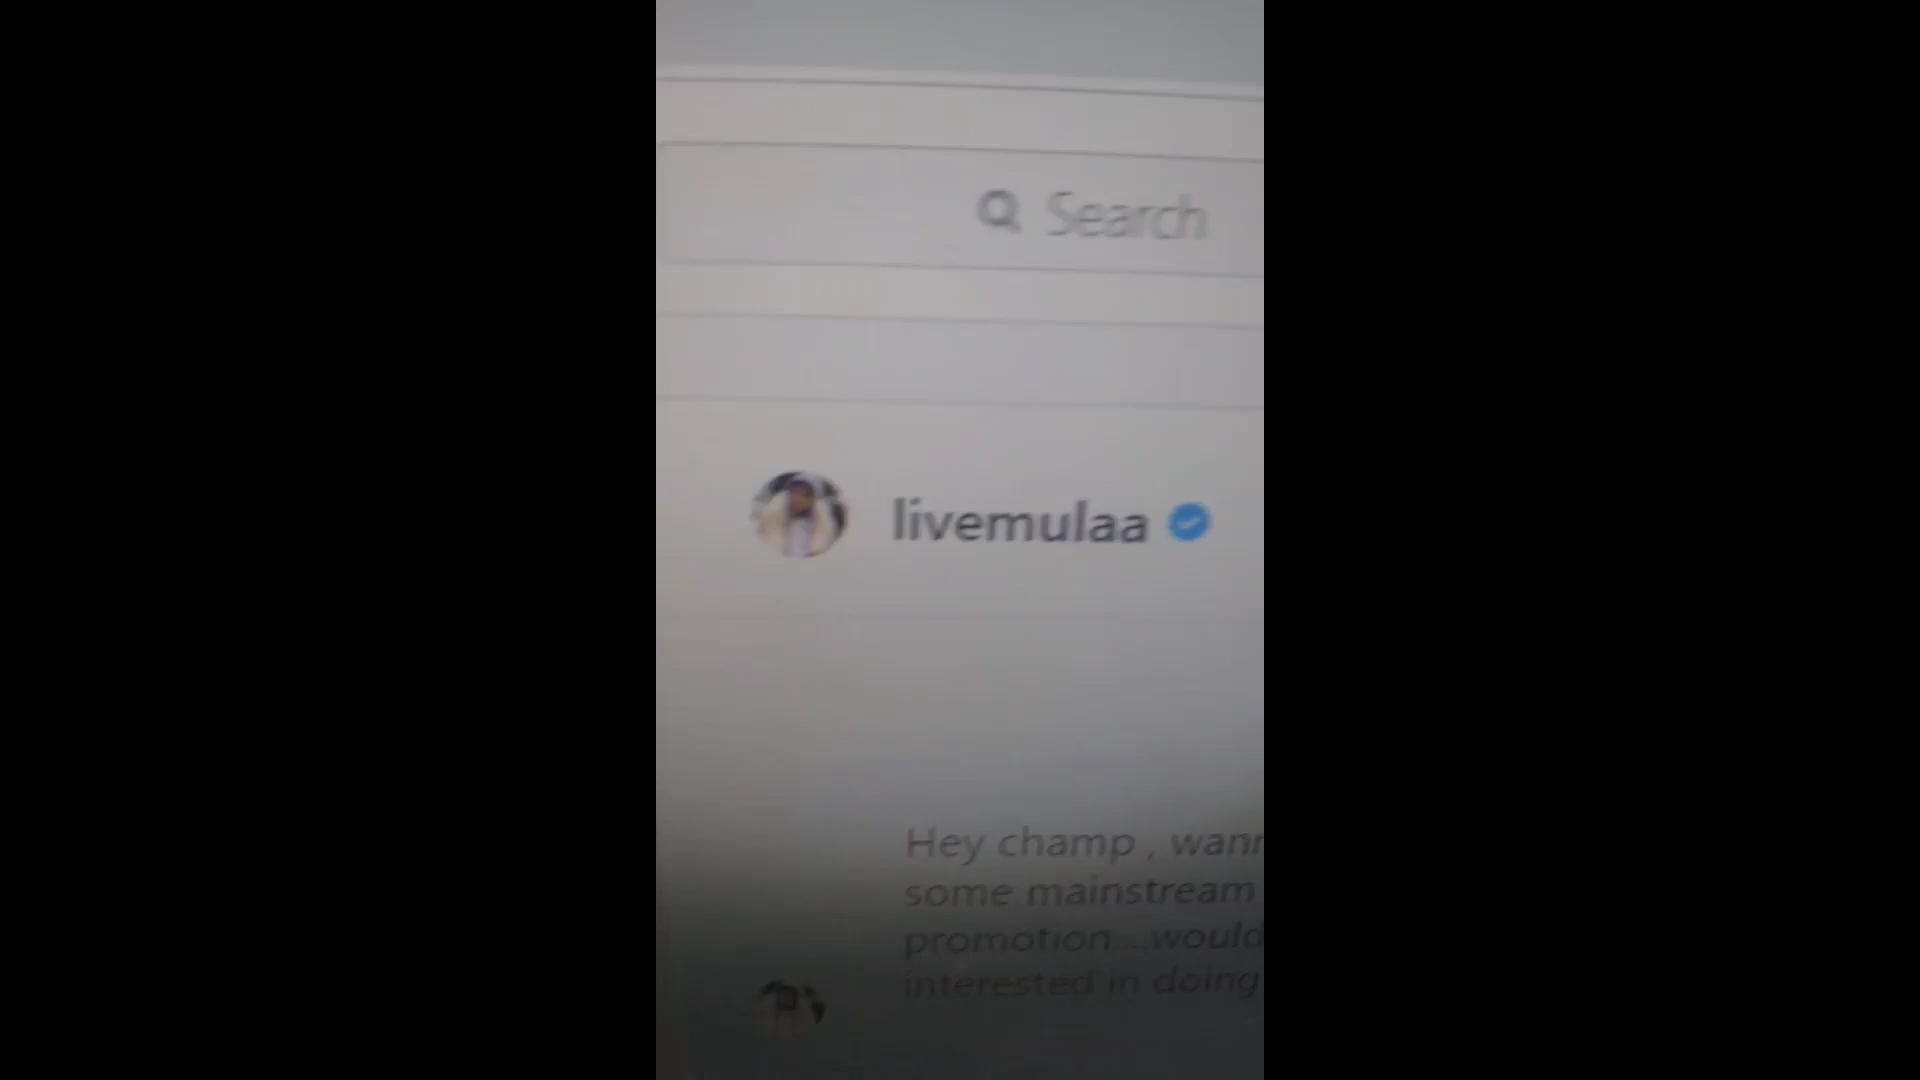 Search
livemulaa
Hey champ , wann
some mainstream
promotion....would
interested in doing